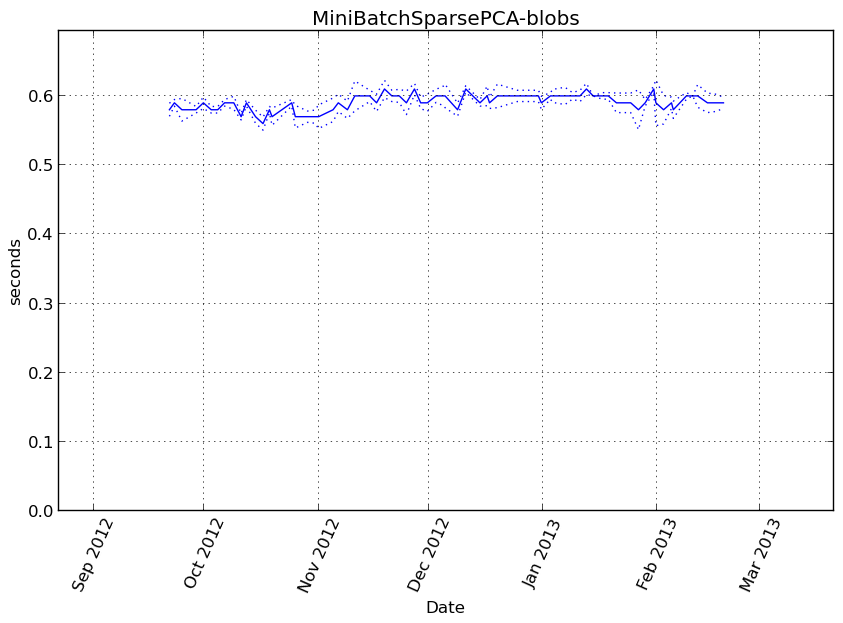 MiniBatchSparsePCA-blobs
0.6
0.5
0.4
0.3
0.2
0.1
0.0
seconds
Sep 2012
Oct 2012
Nov 2012
Dec 2012
Jan 2013
Feb 2013
Mar 2013
Date